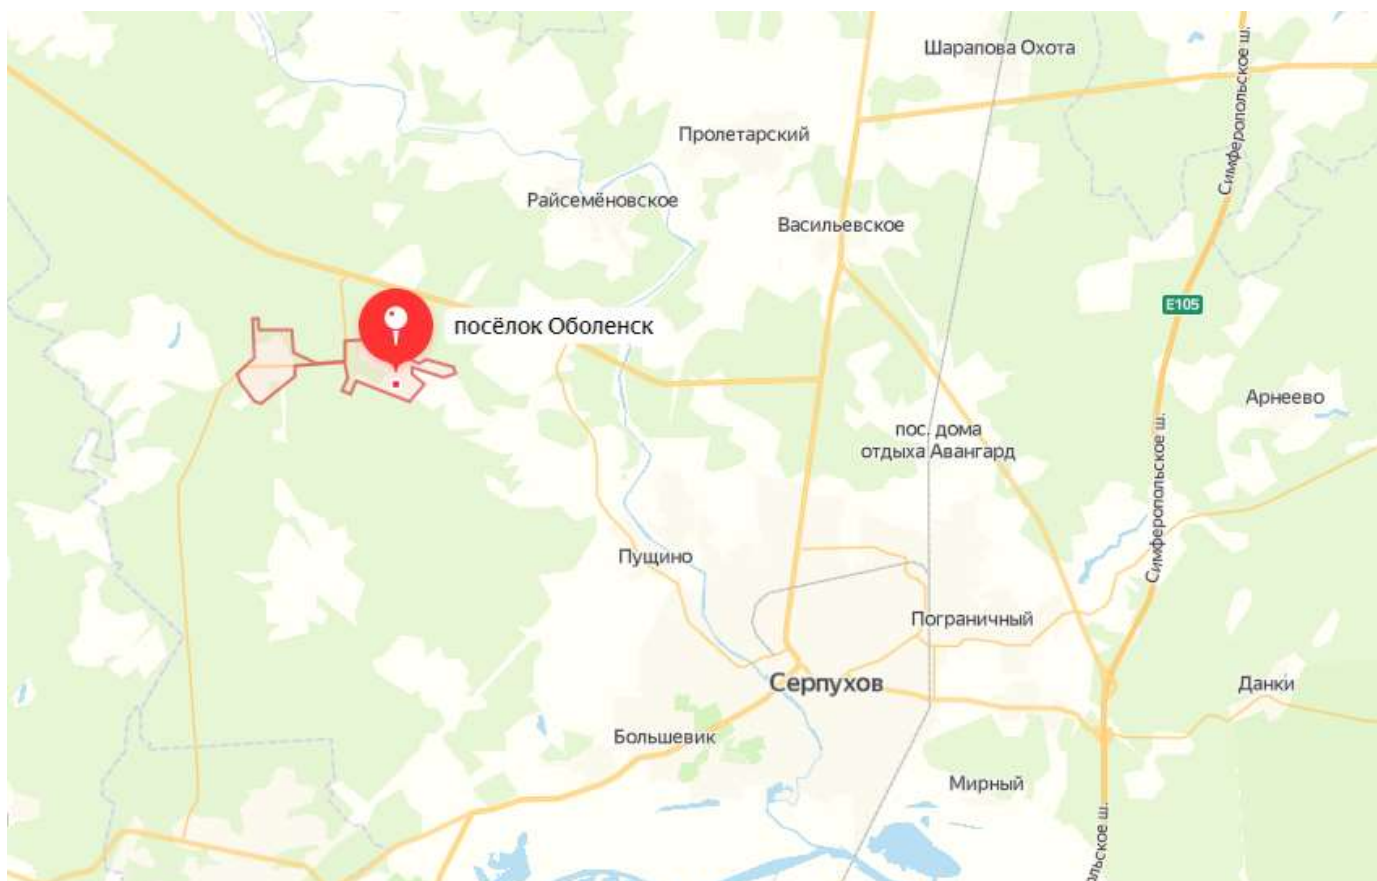 Шарапова Охота
Симферопольское ш.
Пролетарский
Райсемёновское
Васильевское
E105
посёлок Оболенск
Арнеево
пос. дома
отдыха Авангард
Симферопольское ш.
Пущино
Пограничный
Серпухов
Данки
Большевик
Мирный
ольское ш.